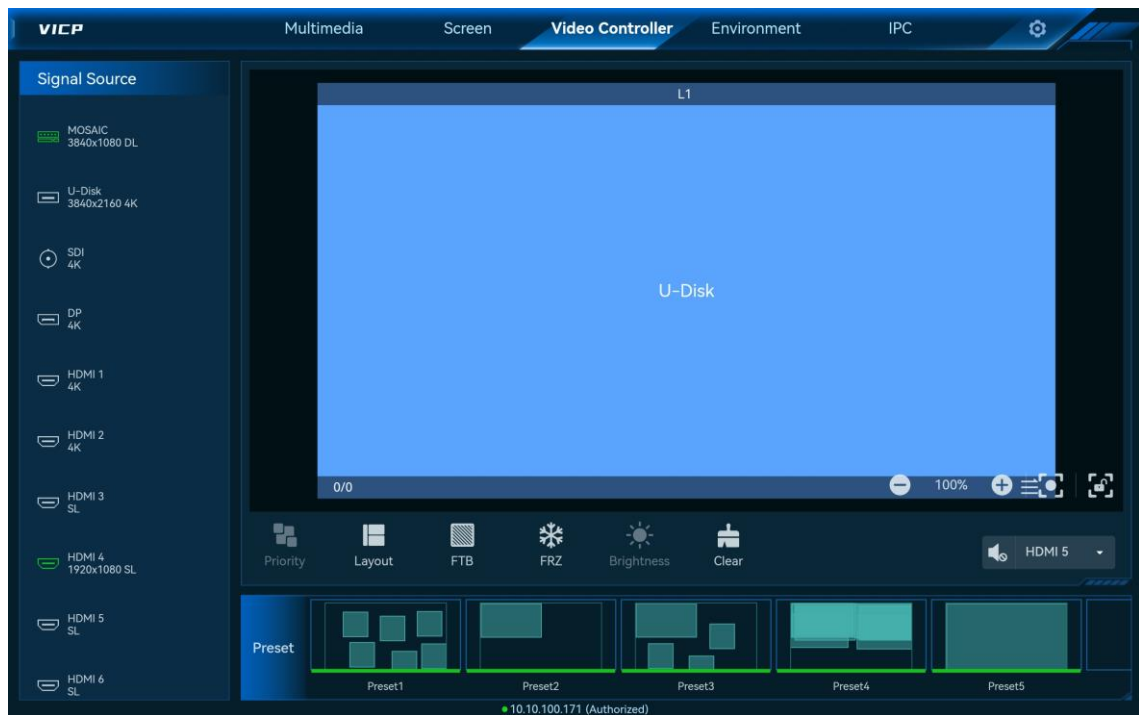 VICP
Multimedia
Screen
Video Controller
Environment
IPC
Signal Source
MOSAIC
3840x1080 DL
U-Disk
3840x2160 4K
SDI
4K
DP
4K
HDMI 1
4K
HDMI 2
4K
HDMI 3
SL
HDMI 4
1920x1080 SL
HDMI 5
SL
HDMI 6
SL
L1
U-Disk
0/0
100%
Priority
Layout
FTB
FRZ
Brightness
Clear
HDMI 5
Preset
Preset1
Preset2
Preset3
Preset4
Preset5
10.10.100.171 (Authorized)